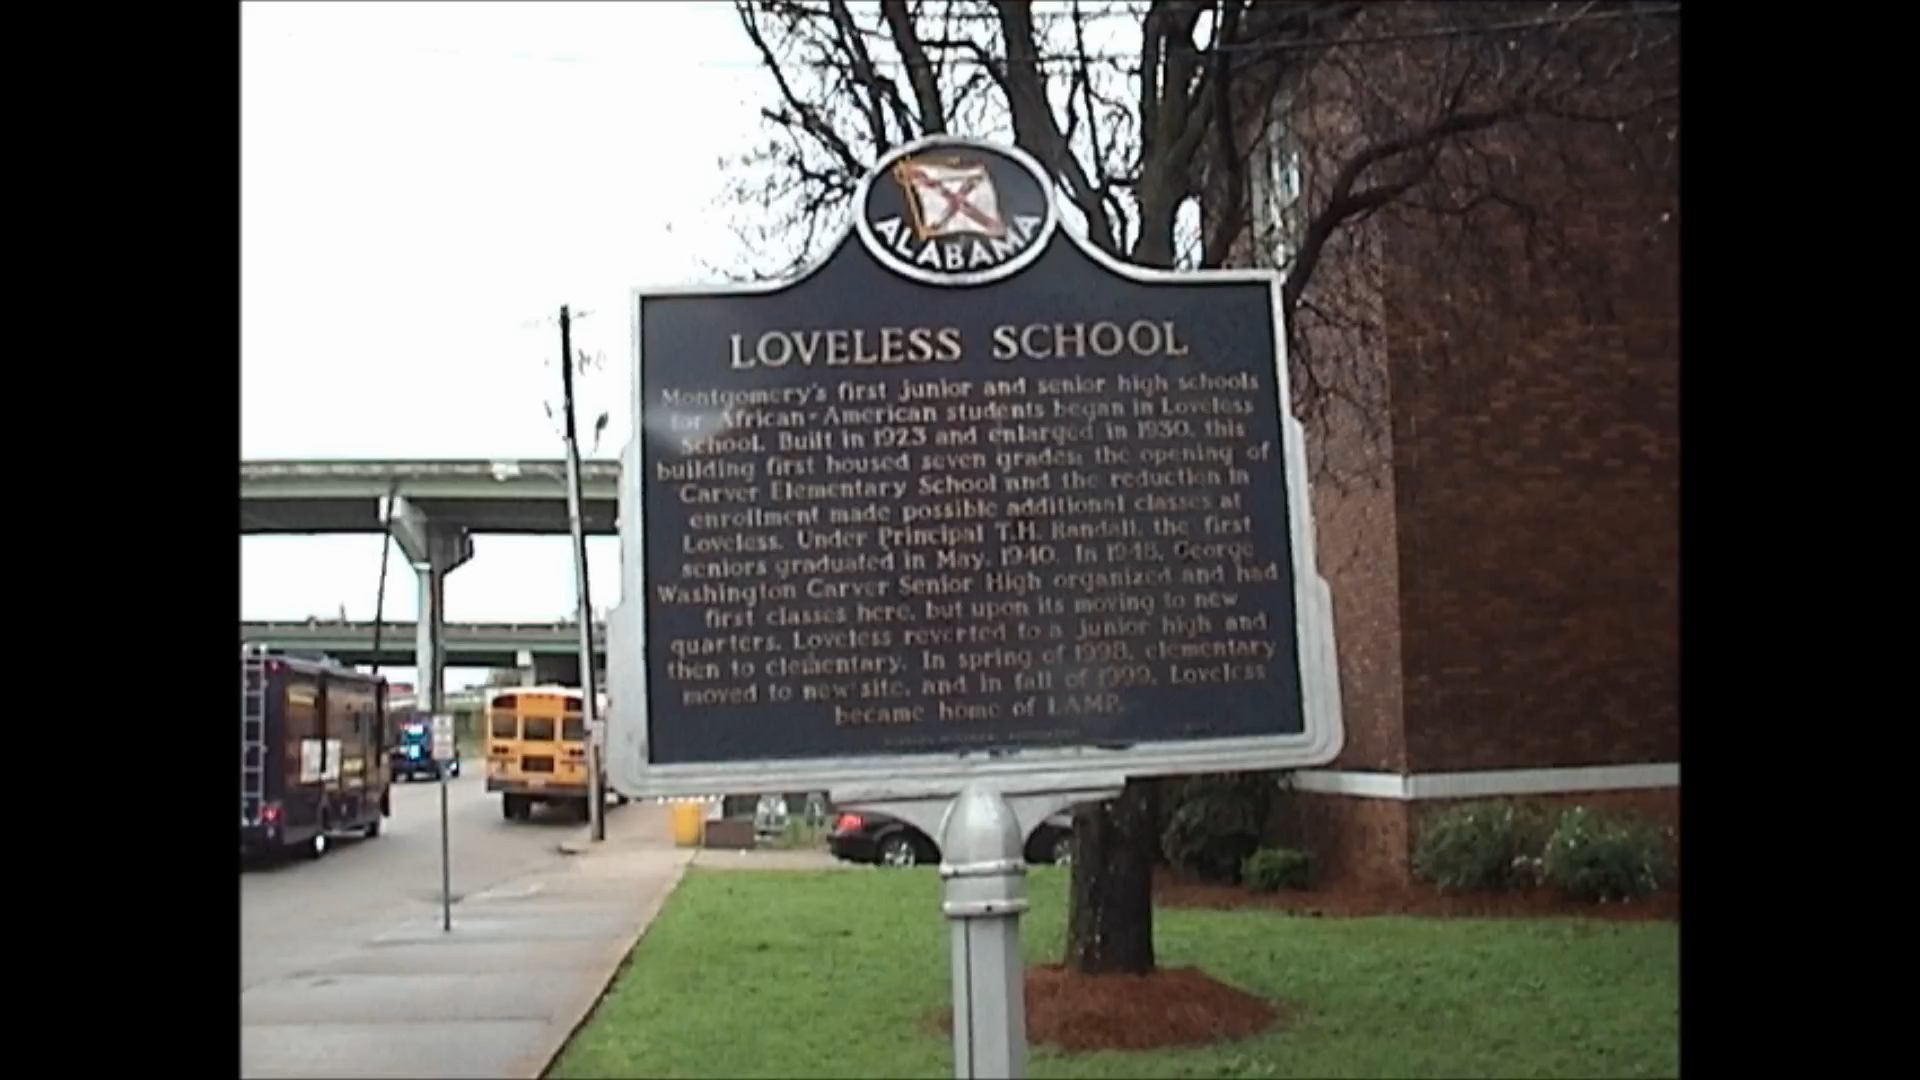 ALABAMA
LOVELESS SCHOOL
Montgomery's first junior and senior high schools
for African-American students began in Loveless
School. Built in 1923 and enlarged in 1930, this
building first housed seven grades; the opening of
Carver Elementary School and the reduction in
enrollment made possible additional classes at
Loveless. Under Principal T.H. Randall, the first
seniors graduated in May, 1940. In 1948, George
Washington Carver Senior High organized and had
first classes here, but upon its moving to new
quarters, Loveless reverted to a junior high and
then to elementary. In spring of 1998, elementary
moved to new site, and in fall of 1999, Loveless
became home of LAMP.